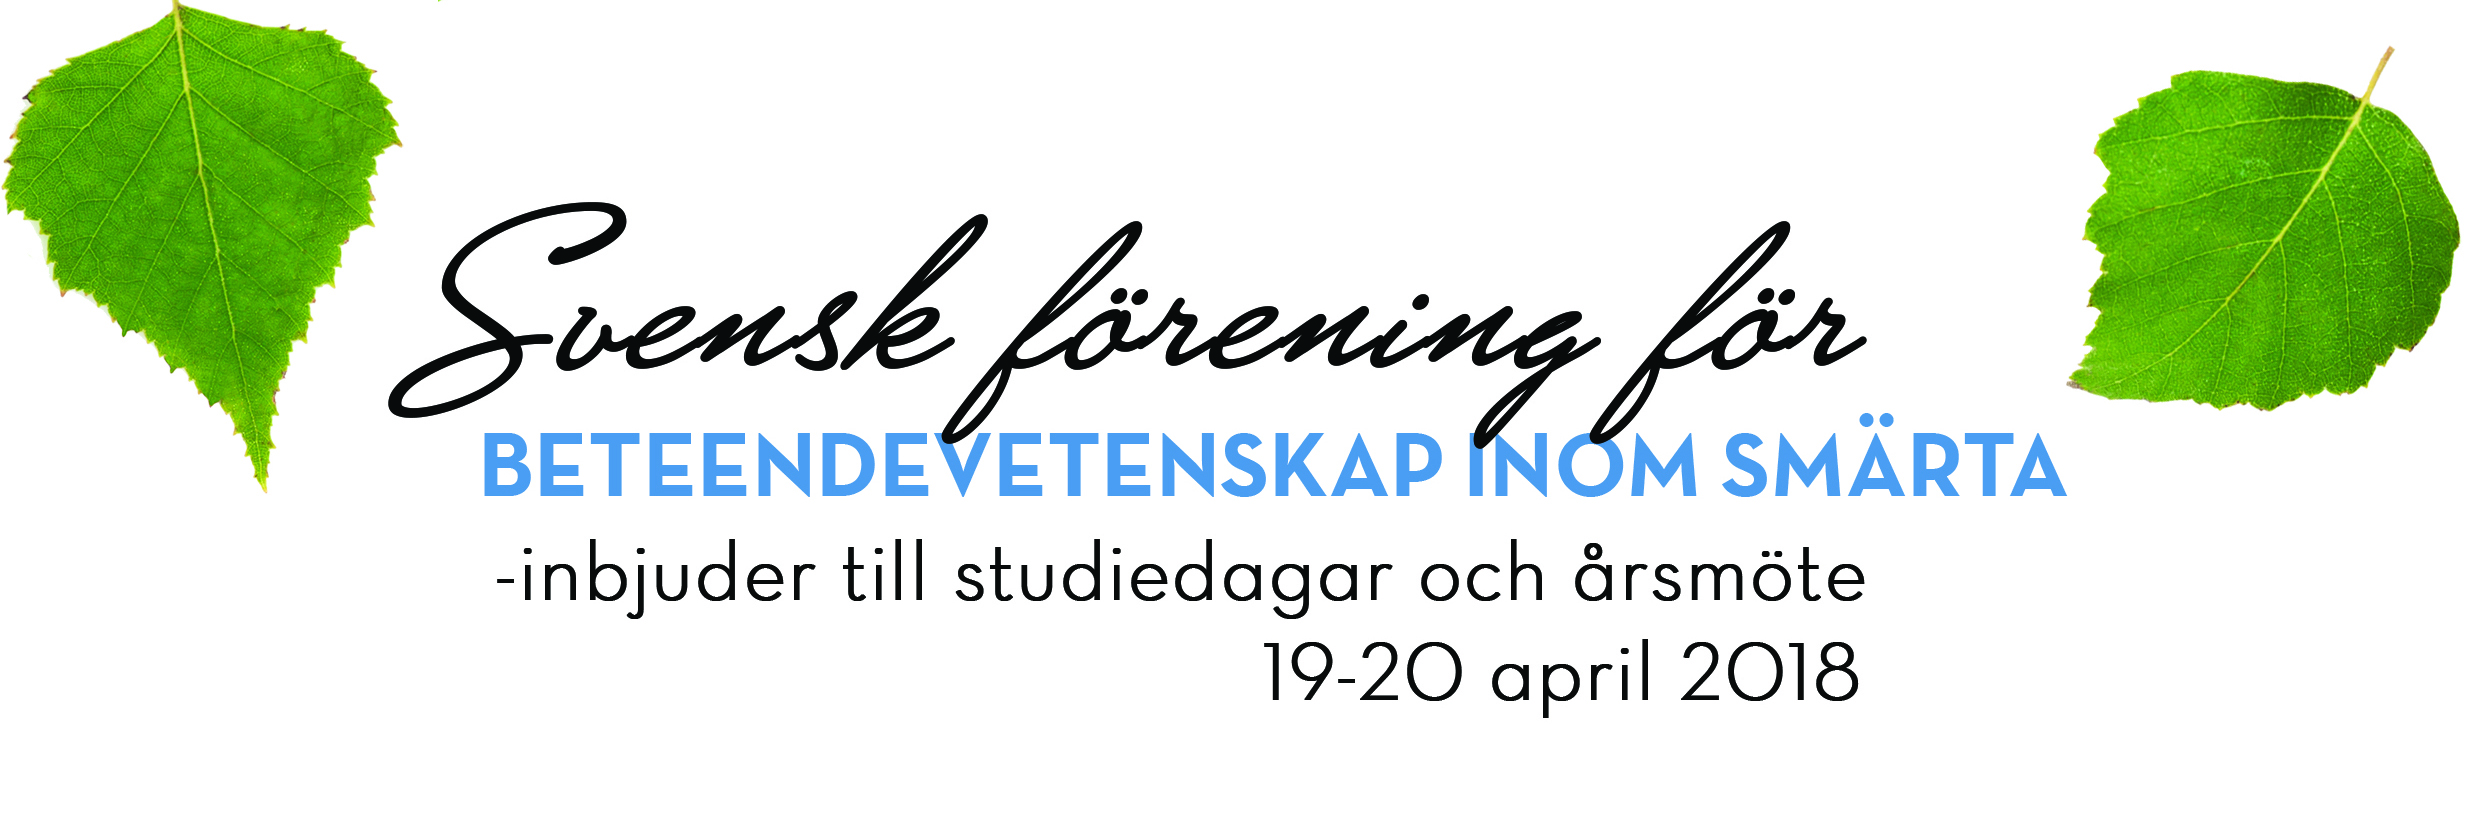 Svensk förening för
BETEENDEVETENSKAP INOM SMÄRTA
-inbjuder till studiedagar och årsmöte
19-20 april 2018